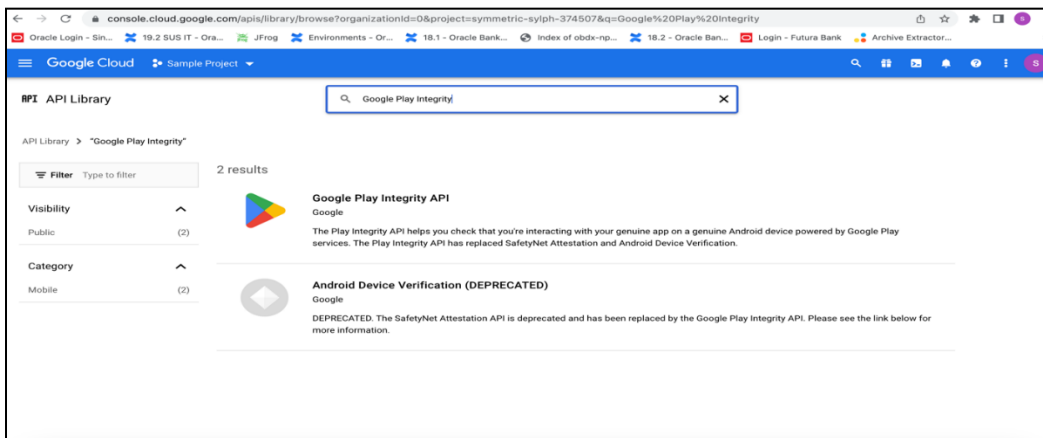 console.cloud.google.com/apis/library/browse?organizationId=0&project=symmetric-sylph-374507&q=Google%20Play%20Integrity
Oracle Login - Sin... 19.2 SUS IT - Ora... JFrog Environments - Or... 18.1 - Oracle Bank... Index of obdx-np... 18.2 - Oracle Ban... Login - Futura Bank Archive Extractor...
Google Cloud Sample Project S
API API Library Google Play Integrity
API Library > "Google Play Integrity"
Filter Type to filter
2 results
Visibility
Public (2)
Category
Mobile (2)
Google Play Integrity API
Google
The Play Integrity API helps you check that you're interacting with your genuine app on a genuine Android device powered by Google Play
services. The Play Integrity API has replaced SafetyNet Attestation and Android Device Verification.
Android Device Verification (DEPRECATED)
Google
DEPRECATED. The SafetyNet Attestation API is deprecated and has been replaced by the Google Play Integrity API. Please see the link below for
more information.